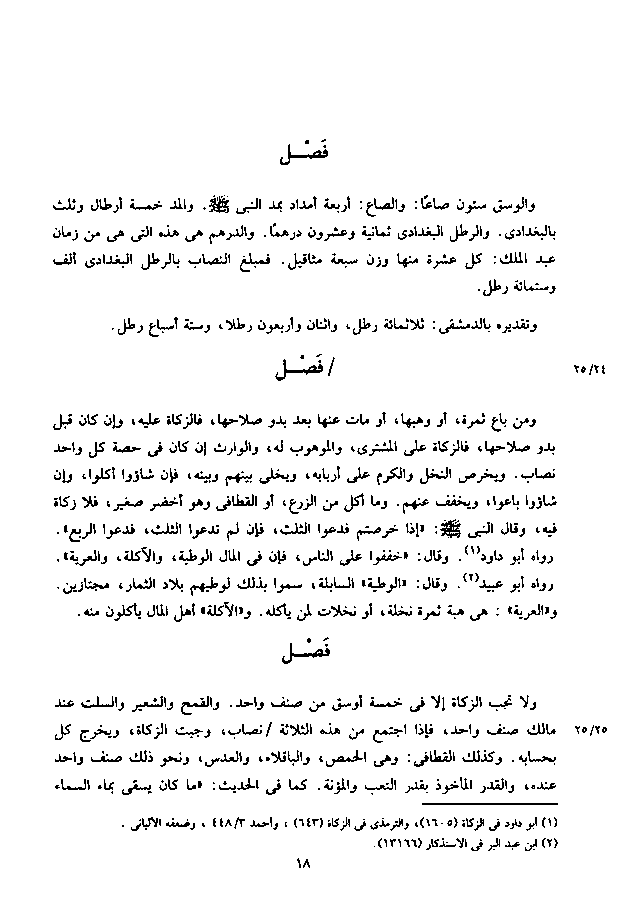 فَصْـل
والوسق ستون صاعًا: والصاع: أربعة أمداد بمد النبى ﷺ. والمد خمسة أرطال وثلث
بالبغدادى. والرطل البغدادى ثمانية وعشرون درهمًا. والدرهم هى هذه التى هى من زمان
عبد الملك: كل عشرة منها وزن سبعة مثاقيل. فمبلغ النصاب بالرطل البغدادى ألف
وستمائة رطل.
وتقديره بالدمشقى: ثلاثمائة رطل، واثنان وأربعون رطلا، وستة أسباع رطل.
/ فَصْـل ٢٥/٢٤
ومن باع ثمرة، أو وهبها، أو مات عنها بعد بدو صلاحها، فالزكاة عليه، وإن كان قبل
بدو صلاحها، فالزكاة على المشترى، والموهوب له، والوارث إن كان فى حصة كل واحد
نصاب. ويخرص النخل والكرم على أربابه، ويخلى بينهم وبينه، فإن شاؤوا أكلوا، وإن
شاؤوا باعوا، ويخفف عنهم. وما أكل من الزرع، أو القطافى وهو أخضر صغير، فلا زكاة
فيه، وقال النبى ﷺ: «إذا خرصتم فدعوا الثلث، فإن لم تدعوا الثلث، فدعوا الربع».
رواه أبو داود(١). وقال: «خففوا على الناس، فإن فى المال الوطية، والآكلة، والعرية».
رواه أبو عبيد(٢). وقال: «الوطية» السابلة، سموا بذلك لوطيهم بلاد الثمار، مجتازين.
و«العرية» : هى هبة ثمرة نخلة، أو نخلات لمن يأكله. و«الآكلة» أهل المال يأكلون منه.
فَصْـل
ولا تجب الزكاة إلا فى خمسة أوسق من صنف واحد. والقمح والشعير والسلت عند
مالك صنف واحد، فإذا اجتمع من هذه الثلاثة / نصاب، وجبت الزكاة، ويخرج كل ٢٥/٢٥
بحسابه. وكذلك القطافى: وهى الحمص، والباقلاء، والعدس، ونحو ذلك صنف واحد
عنده، والقدر المأخوذ بقدر التعب والمؤنة. كما فى الحديث: «ما كان يسقى بماء السماء
(١) أبو داود فى الزكاة (١٦٠٥)، والترمذى فى الزكاة (٦٤٣) ، وأحمد ٤٤٨/٣ ، وضعفه الألبانى .
(٢) ابن عبد البر فى الاستذكار (١٣١٦٦).
١٨